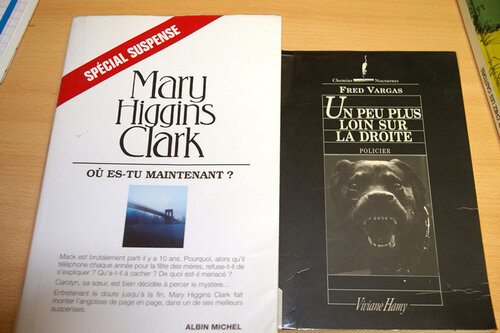 SPÉCIAL SUSPENSE
Mary
Higgins
Clark
OÙ ES-TU MAINTENANT ?
Mack est brutalement parti il y a 10 ans. Pourquoi, alors qu'il
téléphone chaque année pour la fête des mères, refuse-t-il de
s'expliquer ? Qu'a-t-il à cacher ? De quoi est-il menacé ?
Carolyn, sa sœur, est bien décidée à percer le mystère...
Entretenant le doute jusqu'à la fin, Mary Higgins Clark fait
monter l'angoisse de page en page, dans un de ses meilleurs
suspenses.
ALBIN MICHEL
Chemins Nocturnes
FRED VARGAS
UN PEU PLUS
LOIN SUR
LA DROITE
POLICIER
Viviane Hamy